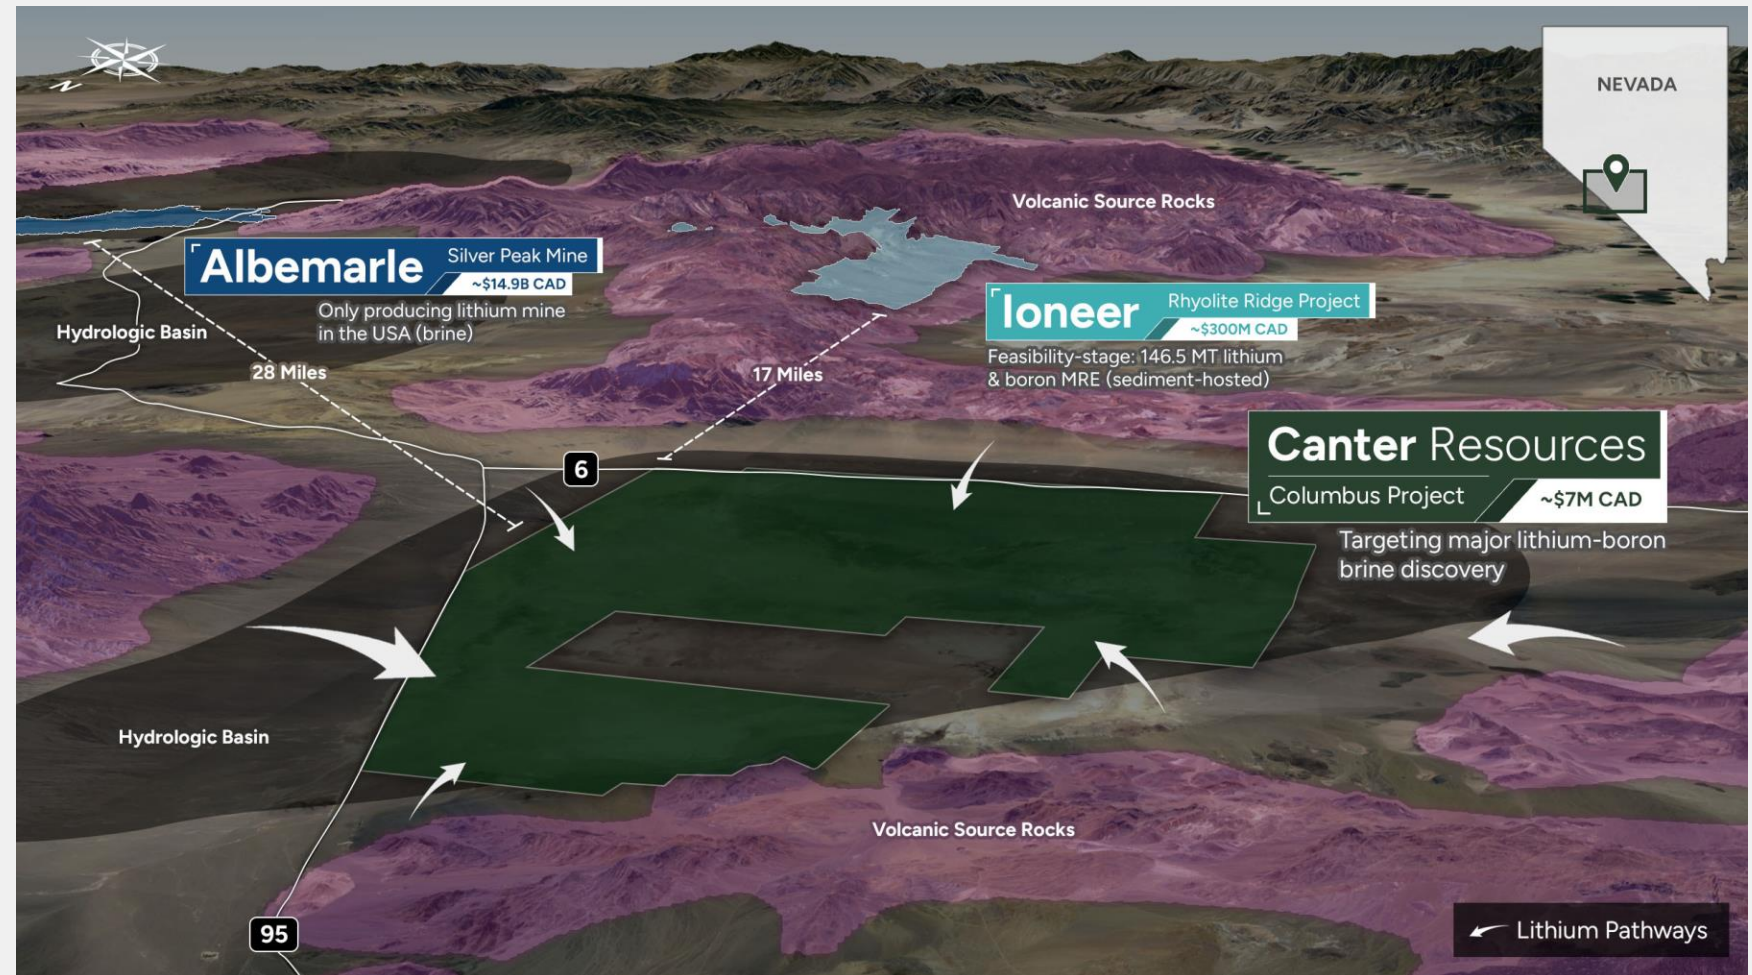 N
NEVADA
Volcanic Source Rocks
Albemarle
Silver Peak Mine
~$14.9B CAD
Only producing lithium mine
in the USA (brine)
Hydrologic Basin
28 Miles
17 Miles
Ioneer
Rhyolite Ridge Project
~$300M CAD
Feasibility-stage: 146.5 MT lithium
& boron MRE (sediment-hosted)
6
Canter Resources
Columbus Project
~$7M CAD
Targeting major lithium-boron
brine discovery
Hydrologic Basin
Volcanic Source Rocks
95
Lithium Pathways